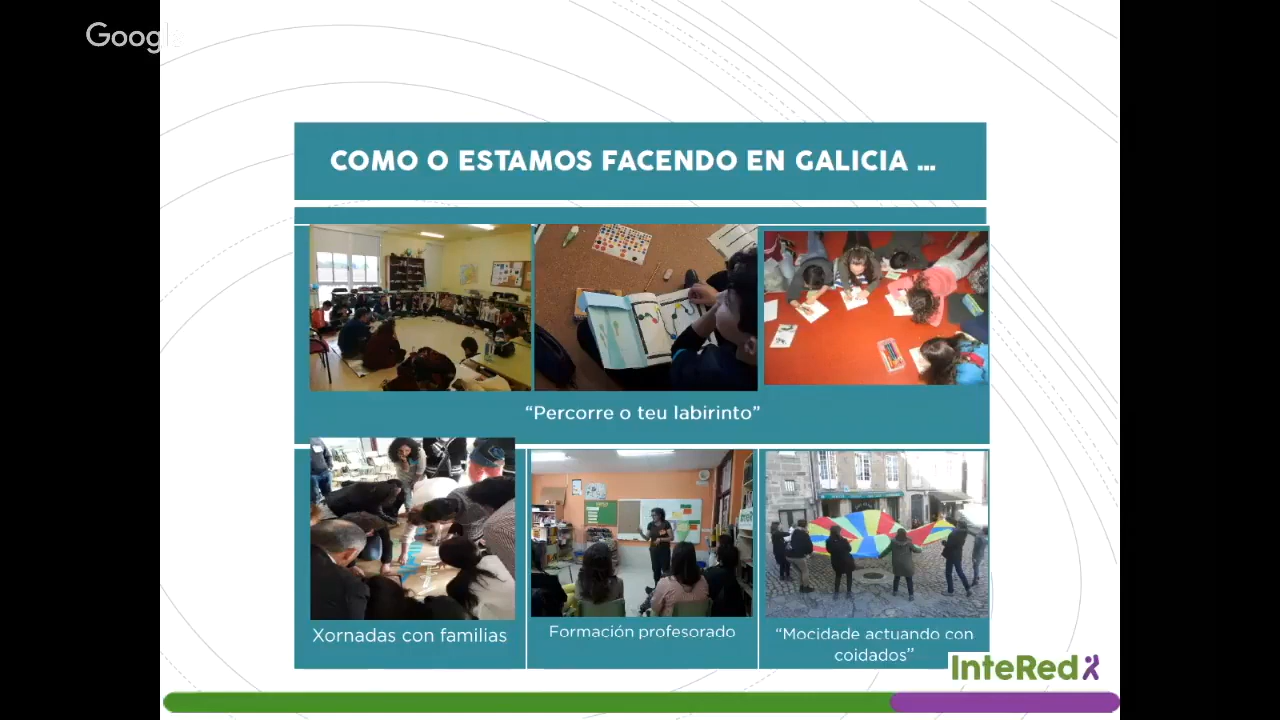 Google
COMO O ESTAMOS FACENDO EN GALICIA ...
“Percorre o teu labirinto”
Xornadas con familias
Formación profesorado
“Mocidade actuando con
coidados”
InteRed